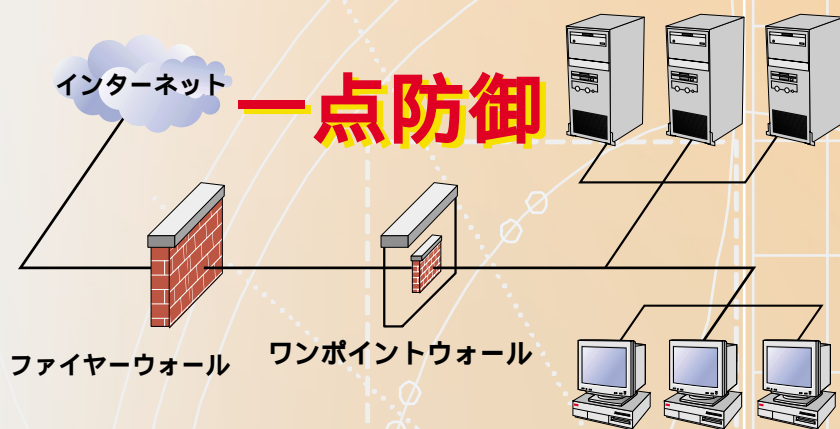 インターネット
一点防御
ファイヤーウォール
ワンポイントウォール